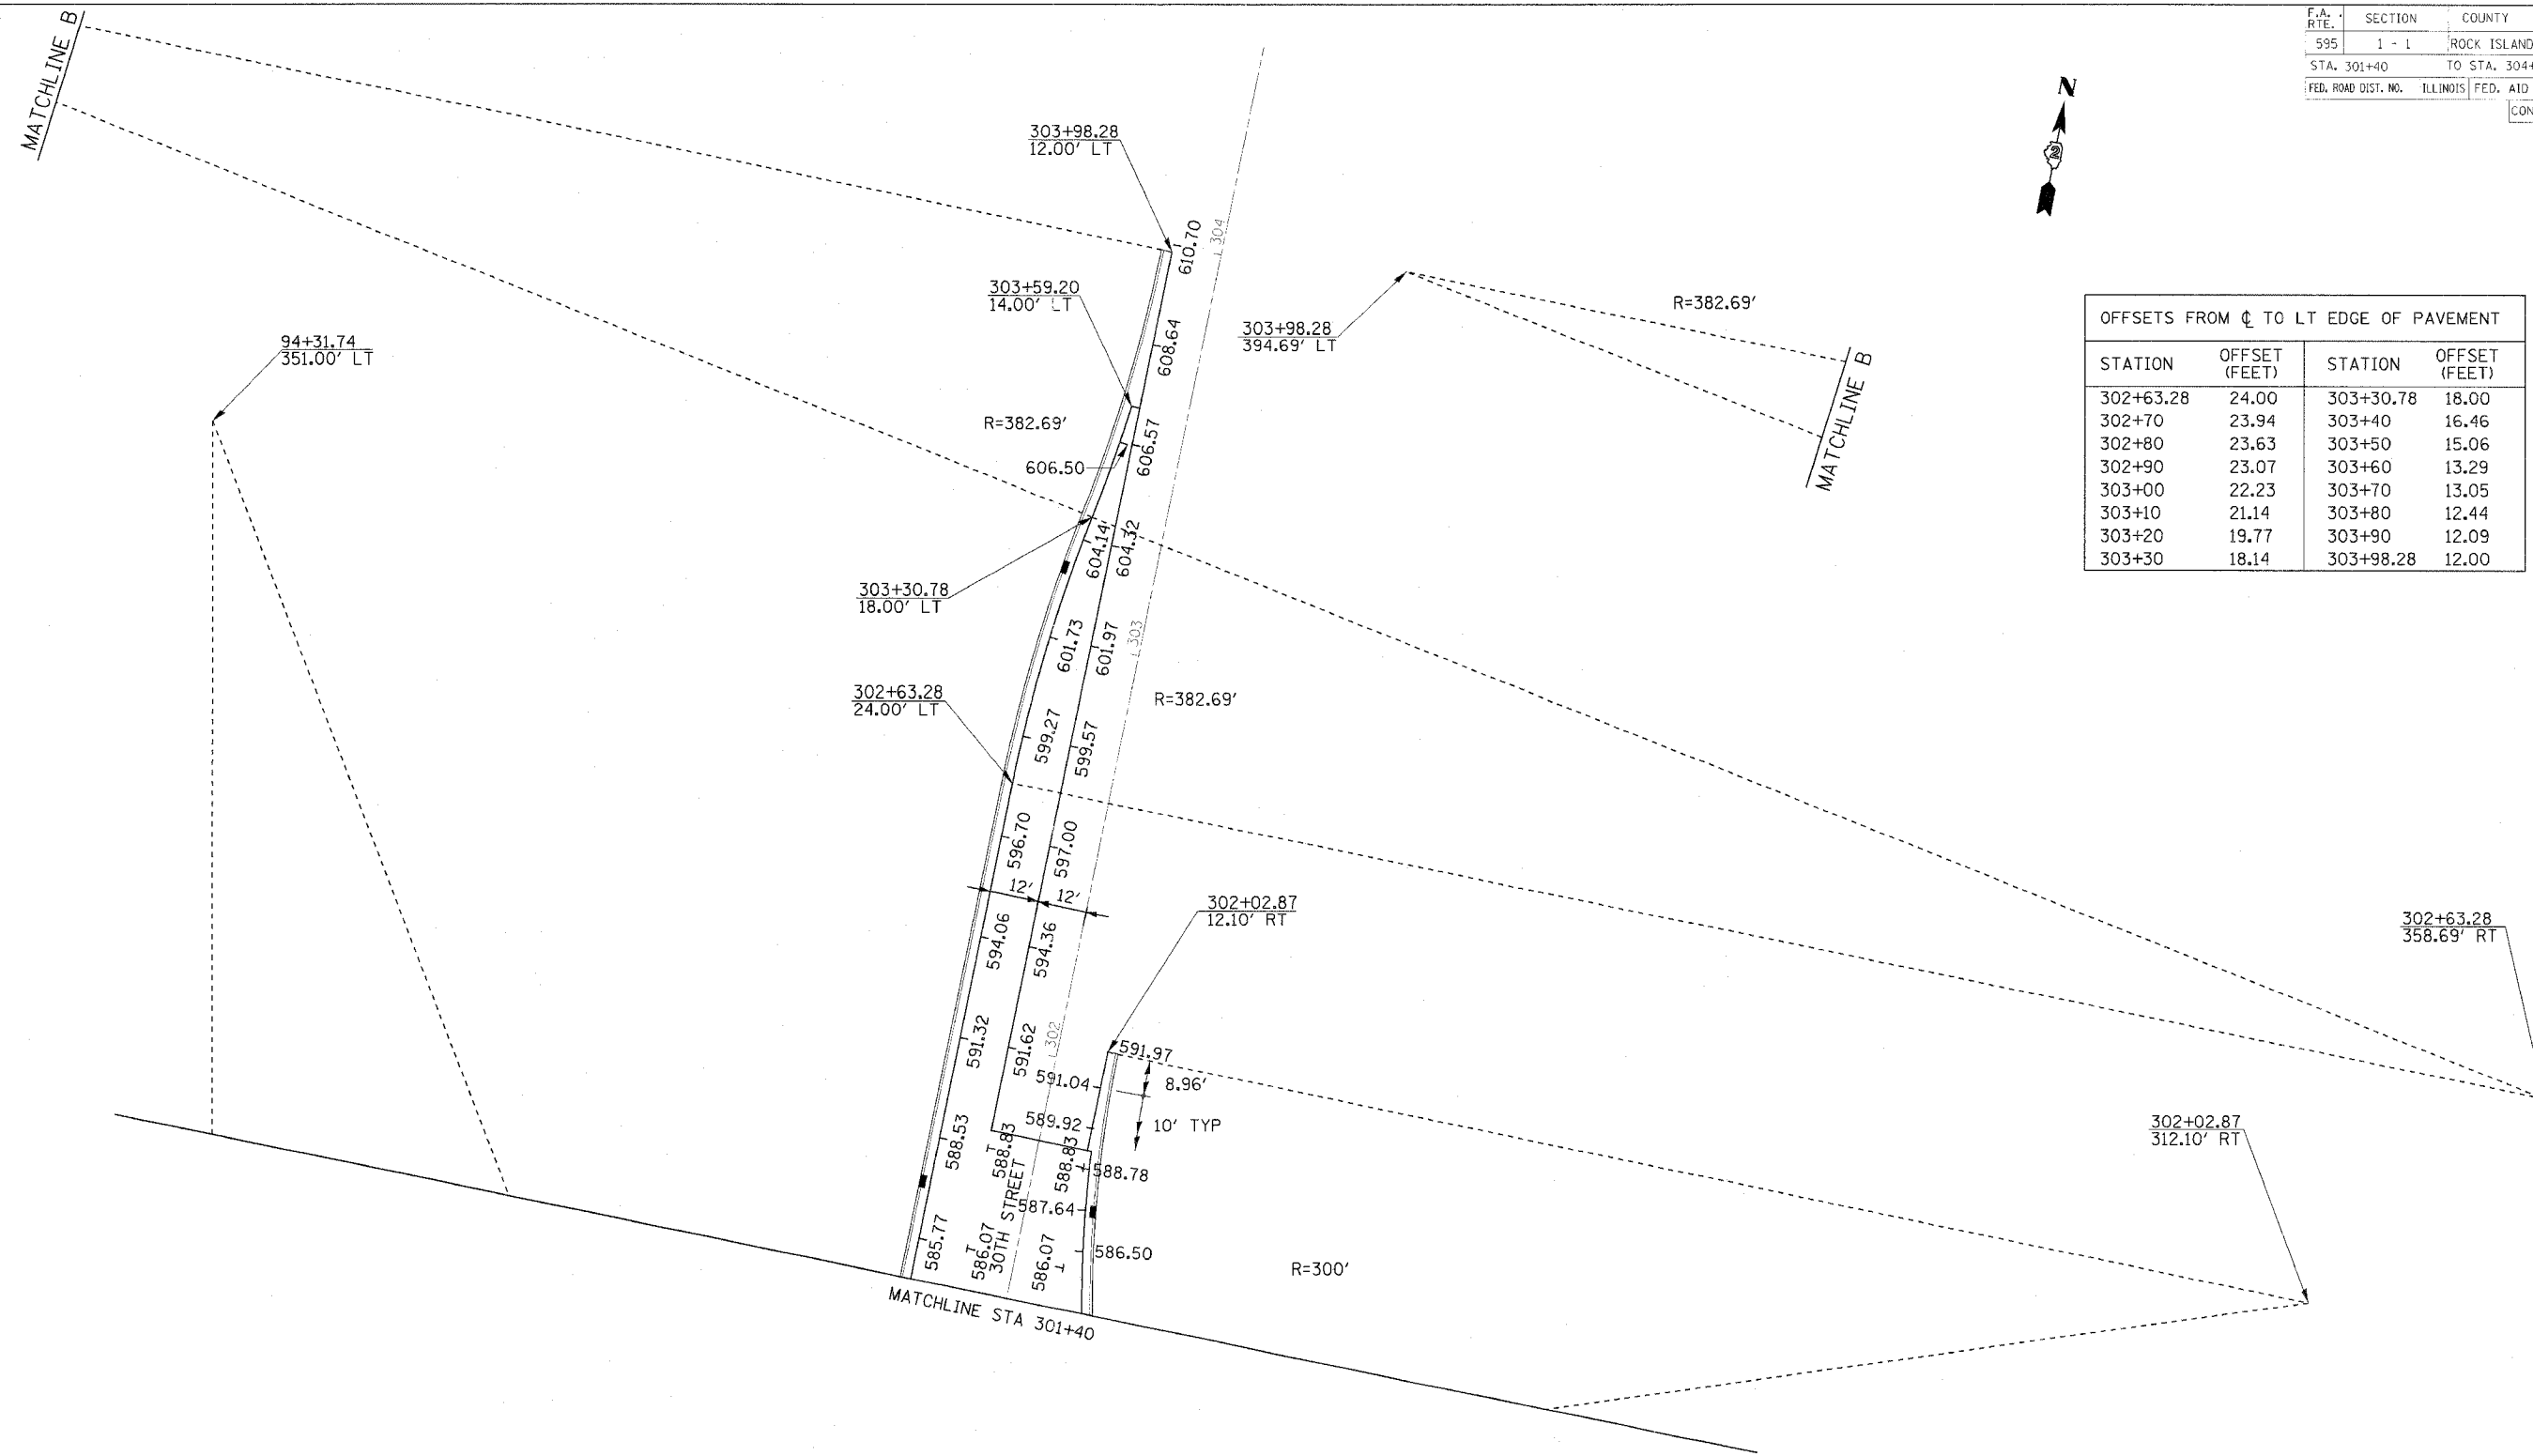 F.A. RTE. SECTION COUNTY
595 1 - 1 ROCK ISLAND
STA. 301+40 TO STA. 304+
FED. ROAD DIST. NO. ILLINOIS FED. AID
CON
N
2
MATCHLINE B
303+98.28
12.00' LT
610.70
304
303+59.20
14.00' LT
608.64
94+31.74
351.00' LT
303+98.28
394.69' LT
R=382.69'
MATCHLINE B
R=382.69'
606.50
606.57
OFFSETS FROM ℄ TO LT EDGE OF PAVEMENT
STATION OFFSET (FEET) STATION OFFSET (FEET)
302+63.28 24.00 303+30.78 18.00
302+70 23.94 303+40 16.46
302+80 23.63 303+50 15.06
302+90 23.07 303+60 13.29
303+00 22.23 303+70 13.05
303+10 21.14 303+80 12.44
303+20 19.77 303+90 12.09
303+30 18.14 303+98.28 12.00
604.14
604.32
303+30.78
18.00' LT
601.73
601.97
303
302+63.28
24.00' LT
R=382.69'
599.27
599.57
596.70
597.00
12'
12'
302+02.87
12.10' RT
302+63.28
358.69' RT
594.06
594.36
591.32
591.62
302
591.97
591.04
8.96'
589.92
10' TYP
302+02.87
312.10' RT
588.53
588.83
588.83
588.78
30TH STREET
587.64
585.77
586.07
586.07
586.50
R=300'
MATCHLINE STA 301+40